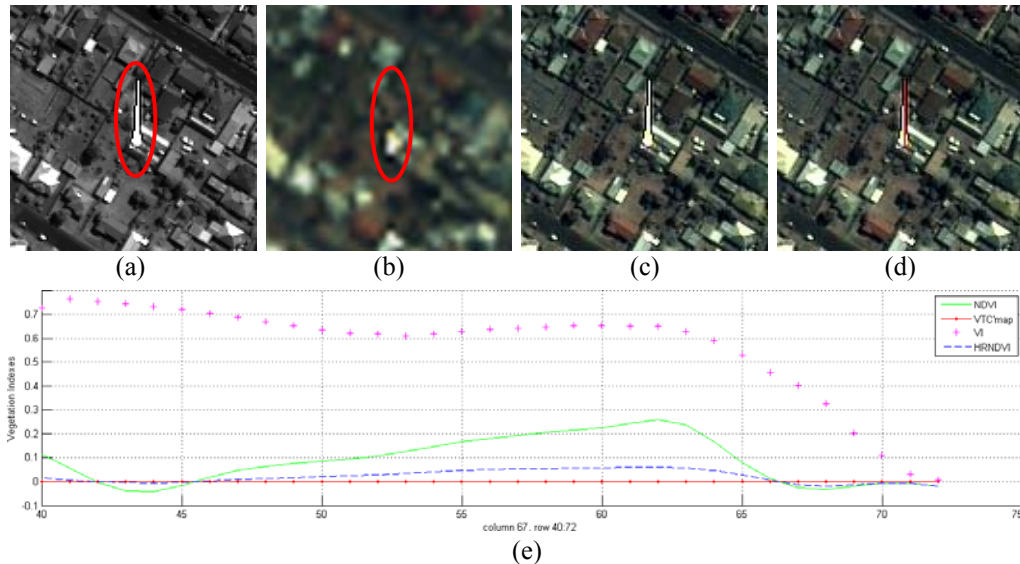 (a)
(b)
(c)
(d)
0.7
0.6
0.5
0.4
0.3
0.2
0.1
0
-0.1
Vegetation Indexes
NDVI
VTC'map
VI
HRNDVI
40
45
50
55
60
65
70
75
column 67, row 40:72
(e)